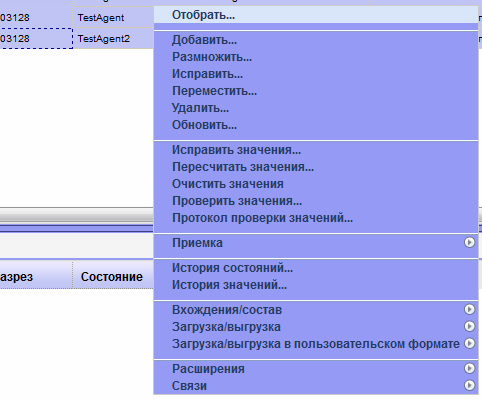 03128 TestAgent
03128 TestAgent2
Отобрать...
Добавить...
Размножить...
Исправить...
Переместить...
Удалить...
Обновить...
Исправить значения...
Пересчитать значения...
Очистить значения
Проверить значения...
Протокол проверки значений...
Приемка
азрез Состояние
История состояний...
История значений...
Вхождения/состав
Загрузка/выгрузка
Загрузка/выгрузка в пользовательском формате
Расширения
Связи